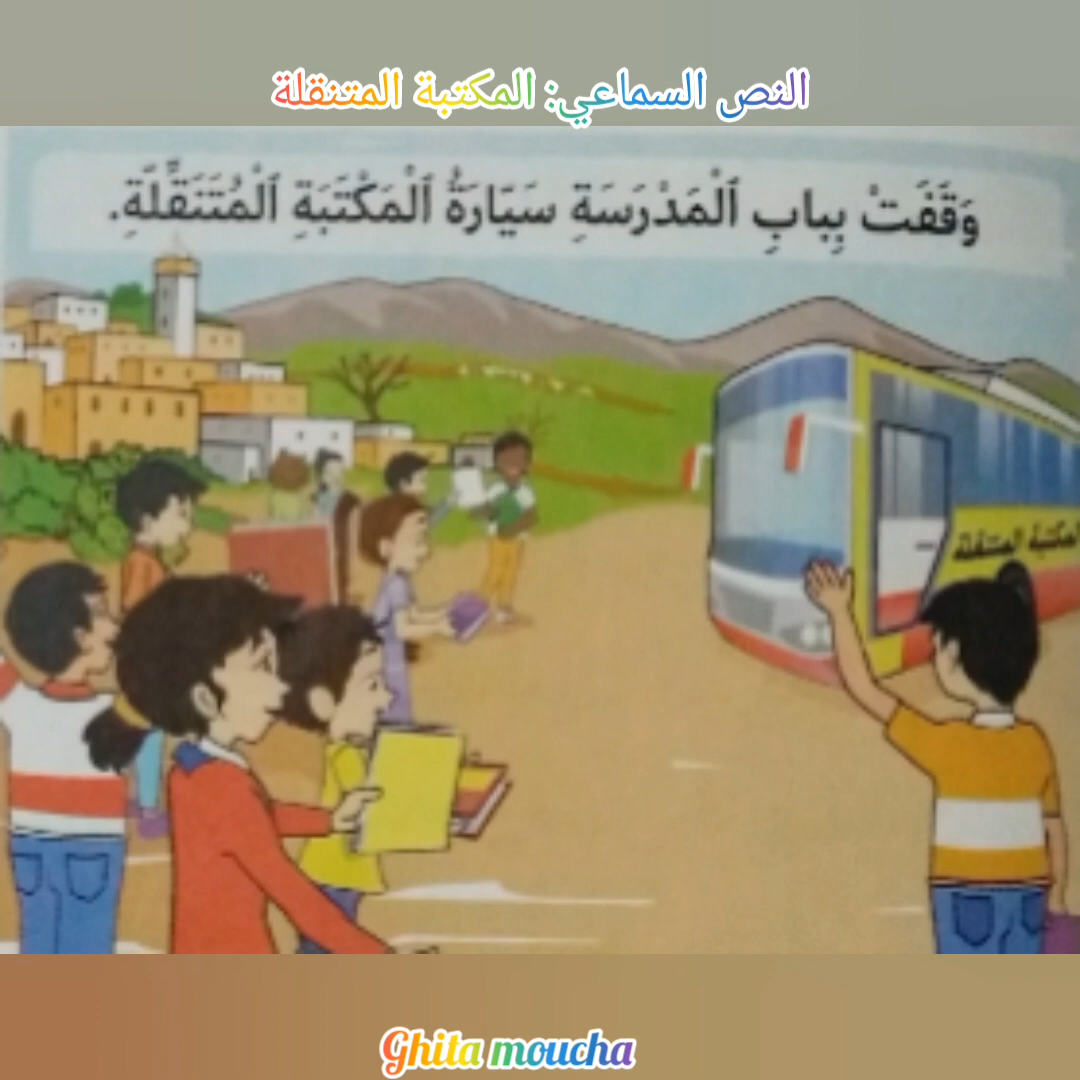 النص السماعي: المكتبة المتنقلة
وَقَفَتْ بِبابِ ٱلْمَدْرَسَةِ سَيّارَةُ ٱلْمَكْتَبَةِ ٱلْمُتَنَقِّلَةِ.
المكتبة المتنقلة
Ghita moucha